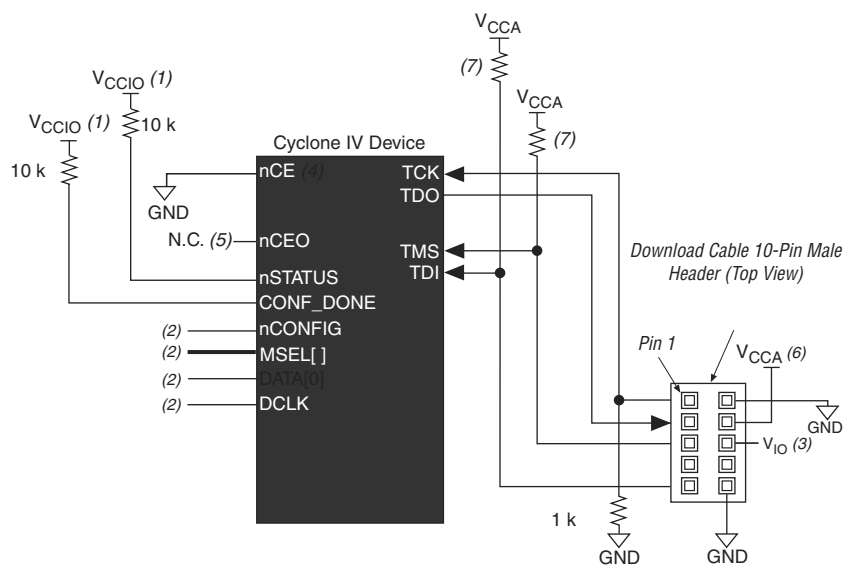 VCCA
(7)
VCCIO (1)
VCCA
VCCIO (1)
10 k
(7)
Cyclone IV Device
10 k
nCE (4)
TCK
GND
TDO
N.C. (5)
nCEO
TMS
Download Cable 10-Pin Male
Header (Top View)
nSTATUS
TDI
CONF_DONE
(2)
nCONFIG
Pin 1
VCCA (6)
(2)
MSEL[ ]
(2)
DATA[0]
(2)
DCLK
GND
VIO (3)
1 k
GND
GND